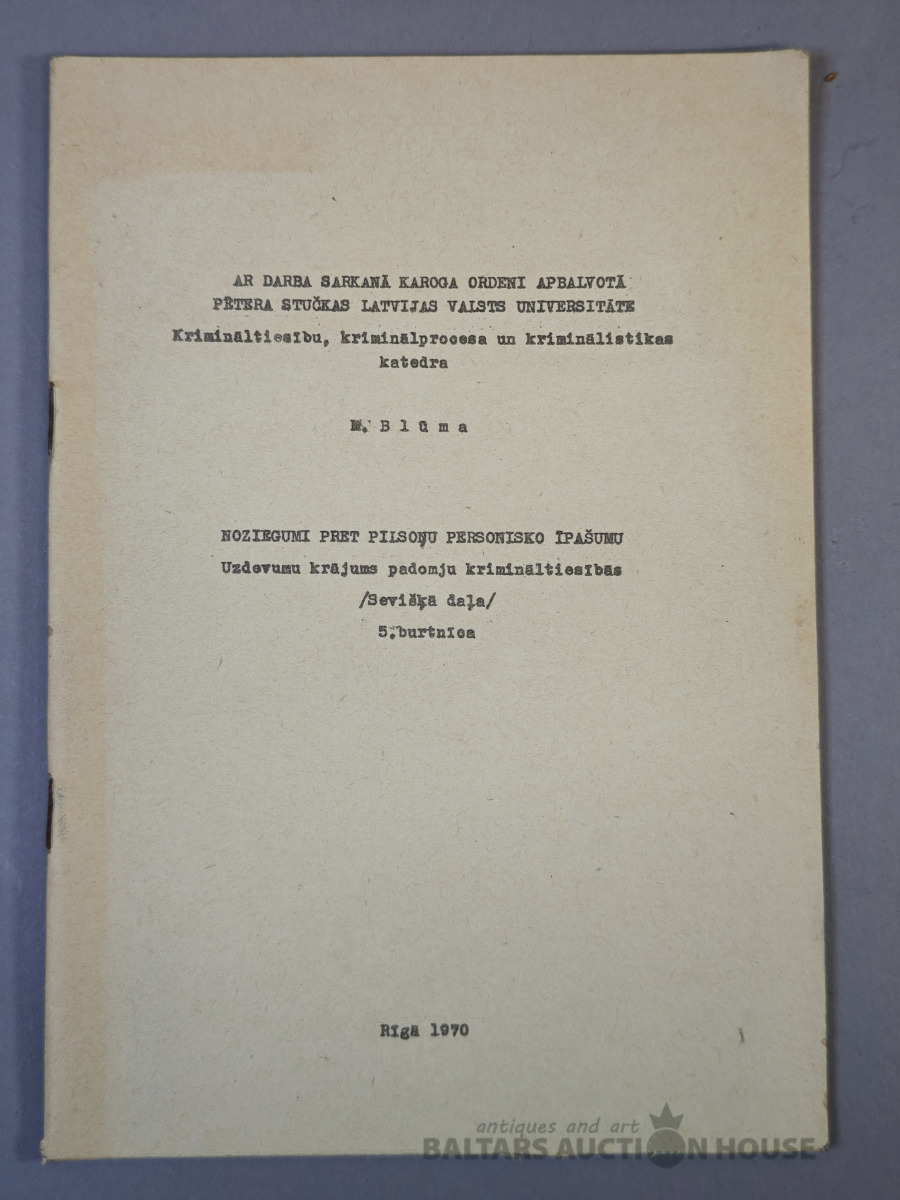 AR DARBA SARKANĀ KAROGA ORDENI APBALVOTĀ
PĒTERA STUČKAS LATVIJAS VALSTS UNIVERSITĀTE
Krimināltiesību, kriminālprocesa un kriminālistikas
katedra
B l ū m a
NOZIEGUMI PRET PILSOŅU PERSONISKO ĪPAŠUMU
Uzdevumu krājums padomju krimināltiesībās
/Sevišķā daļa/
5.burtnīca
Rīgā 1970
antiques and art
BALTARS AUCTION HOUSE